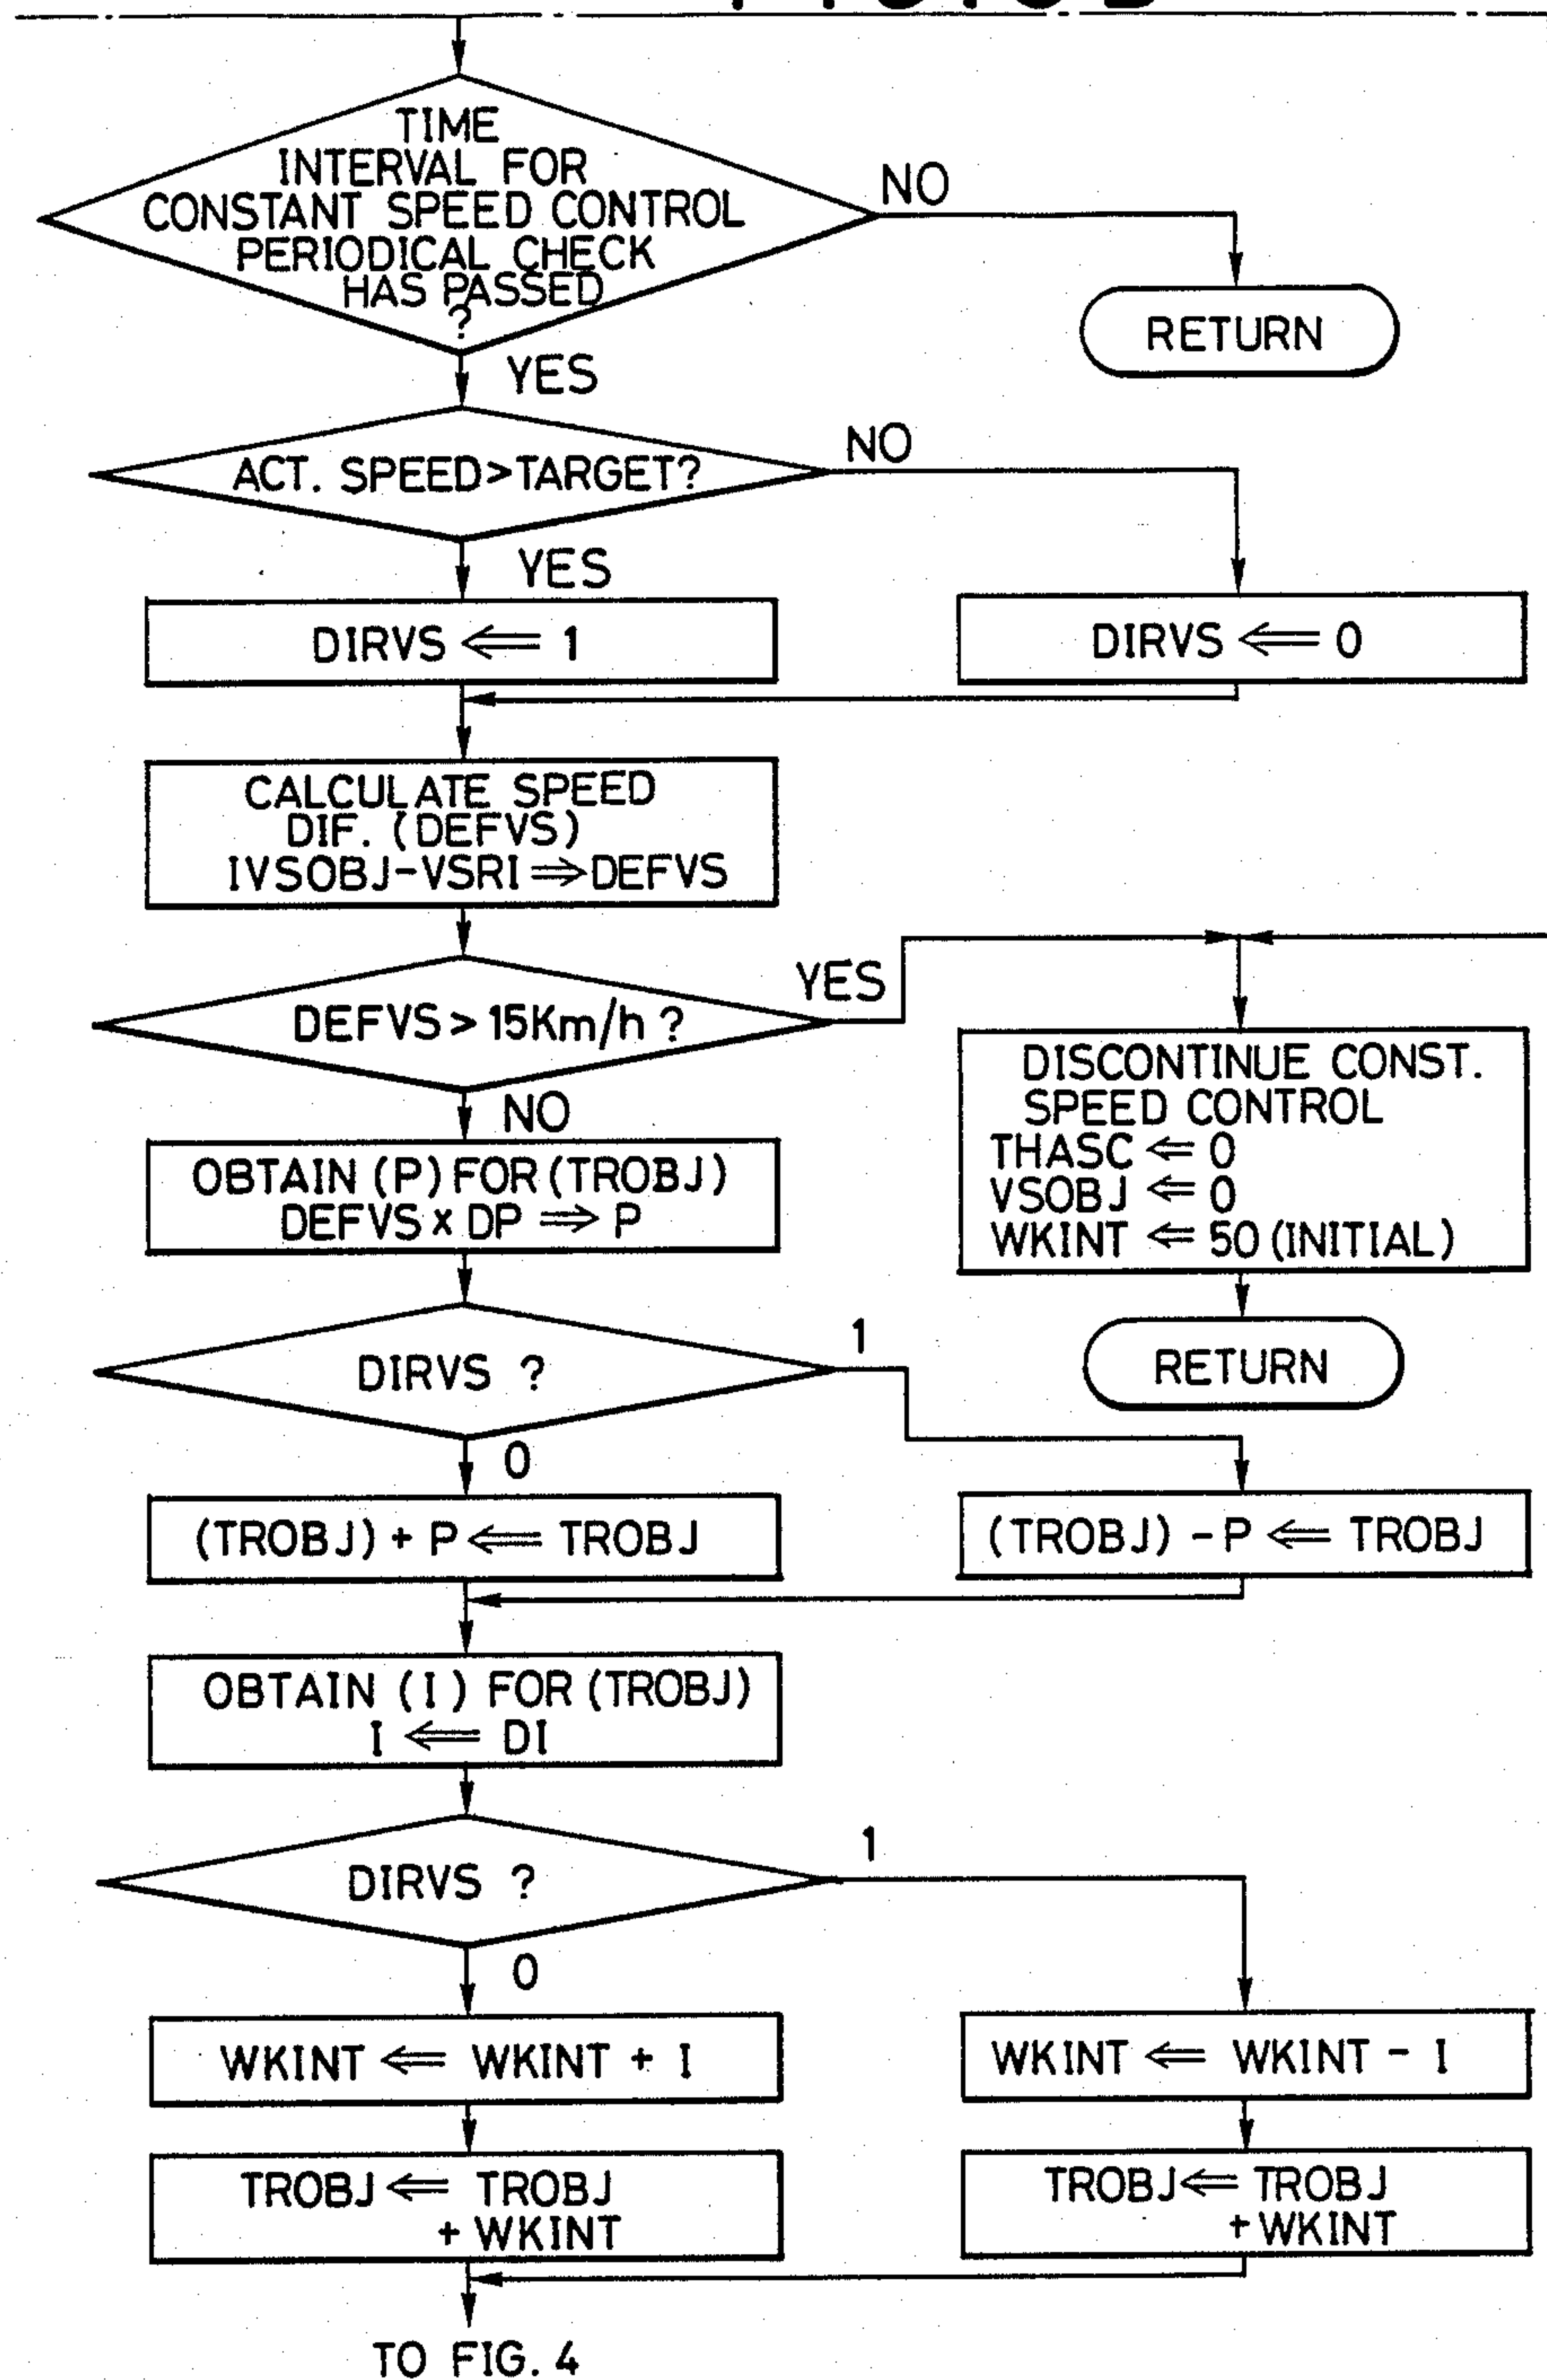 TIME
INTERVAL FOR
CONSTANT SPEED CONTROL
PERIODICAL CHECK
HAS PASSED
?
NO
RETURN
YES
ACT. SPEED>TARGET?
NO
YES
DIRVS ⇐ 1
DIRVS ⇐ 0
CALCULATE SPEED
DIF. (DEFVS)
IVSOBJ-VSRI ⇒ DEFVS
DEFVS > 15Km/h ?
YES
NO
DISCONTINUE CONST.
SPEED CONTROL
THASC ⇐ 0
VSOBJ ⇐ 0
WKINT ⇐ 50 (INITIAL)
RETURN
OBTAIN (P) FOR (TROBJ)
DEFVS x DP ⇒ P
DIRVS ?
1
0
(TROBJ) + P ⇐ TROBJ
(TROBJ) - P ⇐ TROBJ
OBTAIN (I) FOR (TROBJ)
I ⇐ DI
DIRVS ?
1
0
WKINT ⇐ WKINT + I
WKINT ⇐ WKINT - I
TROBJ ⇐ TROBJ
+ WKINT
TROBJ ⇐ TROBJ
+ WKINT
TO FIG. 4